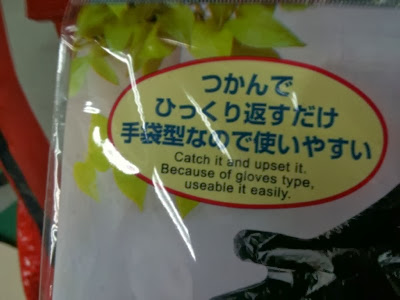 つかんで
ひっくり返すだけ
手袋型なので使いやすい
Catch it and upset it.
Because of gloves type,
useable it easily.